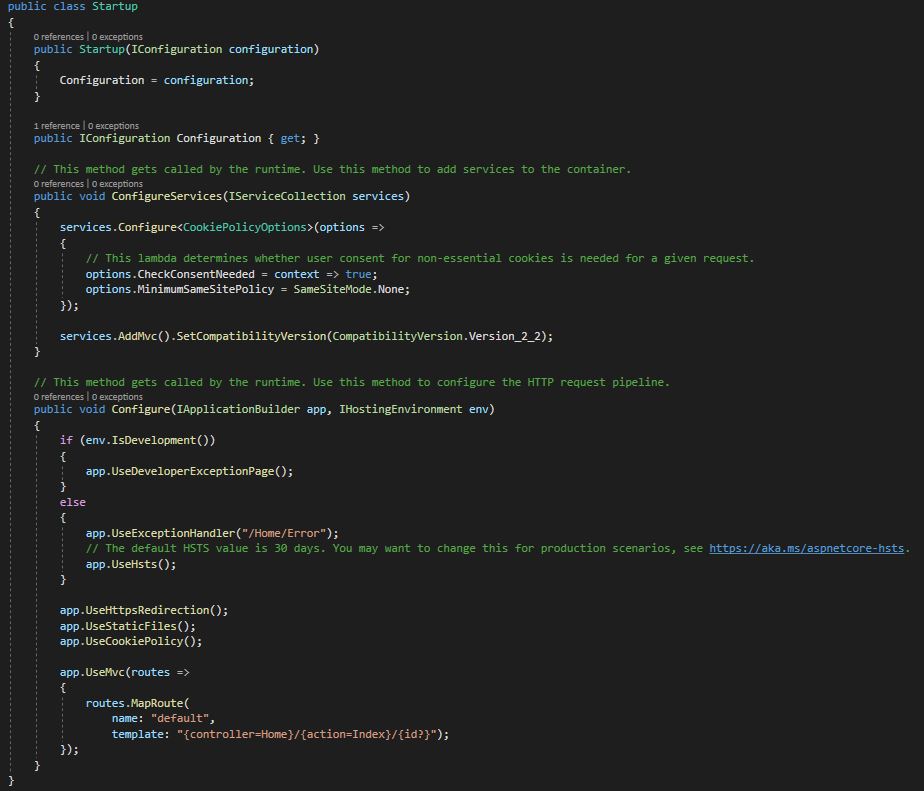 public class Startup
{
0 references | 0 exceptions
public Startup(IConfiguration configuration)
{
Configuration = configuration;
}
1 reference | 0 exceptions
public IConfiguration Configuration { get; }
// This method gets called by the runtime. Use this method to add services to the container.
0 references | 0 exceptions
public void ConfigureServices(IServiceCollection services)
{
services.Configure<CookiePolicyOptions>(options =>
{
// This lambda determines whether user consent for non-essential cookies is needed for a given request.
options.CheckConsentNeeded = context => true;
options.MinimumSameSitePolicy = SameSiteMode.None;
});
services.AddMvc().SetCompatibilityVersion(CompatibilityVersion.Version_2_2);
}
// This method gets called by the runtime. Use this method to configure the HTTP request pipeline.
0 references | 0 exceptions
public void Configure(IApplicationBuilder app, IHostingEnvironment env)
{
if (env.IsDevelopment())
{
app.UseDeveloperExceptionPage();
}
else
{
app.UseExceptionHandler("/Home/Error");
// The default HSTS value is 30 days. You may want to change this for production scenarios, see https://aka.ms/aspnetcore-hsts.
app.UseHsts();
}
app.UseHttpsRedirection();
app.UseStaticFiles();
app.UseCookiePolicy();
app.UseMvc(routes =>
{
routes.MapRoute(
name: "default",
template: "{controller=Home}/{action=Index}/{id?}");
});
}
}